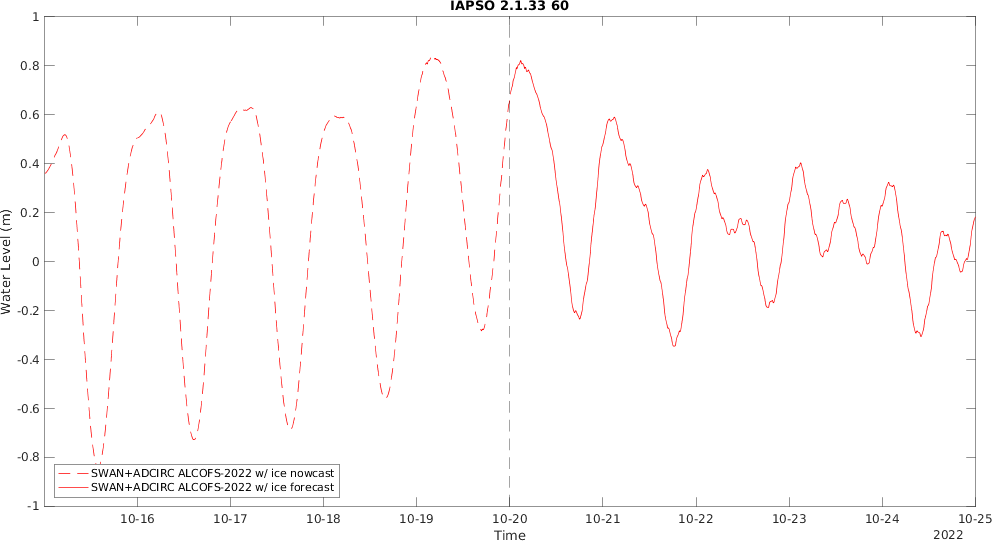 IAPSO 2.1.33 60
1
0.8
0.6
0.4
0.2
0
-0.2
-0.4
-0.6
-0.8
-1
Water Level (m)
SWAN+ADCIRC ALCOFS-2022 w/ ice nowcast
SWAN+ADCIRC ALCOFS-2022 w/ ice forecast
10-16 10-17 10-18 10-19 10-20 10-21 10-22 10-23 10-24 10-25
Time
2022